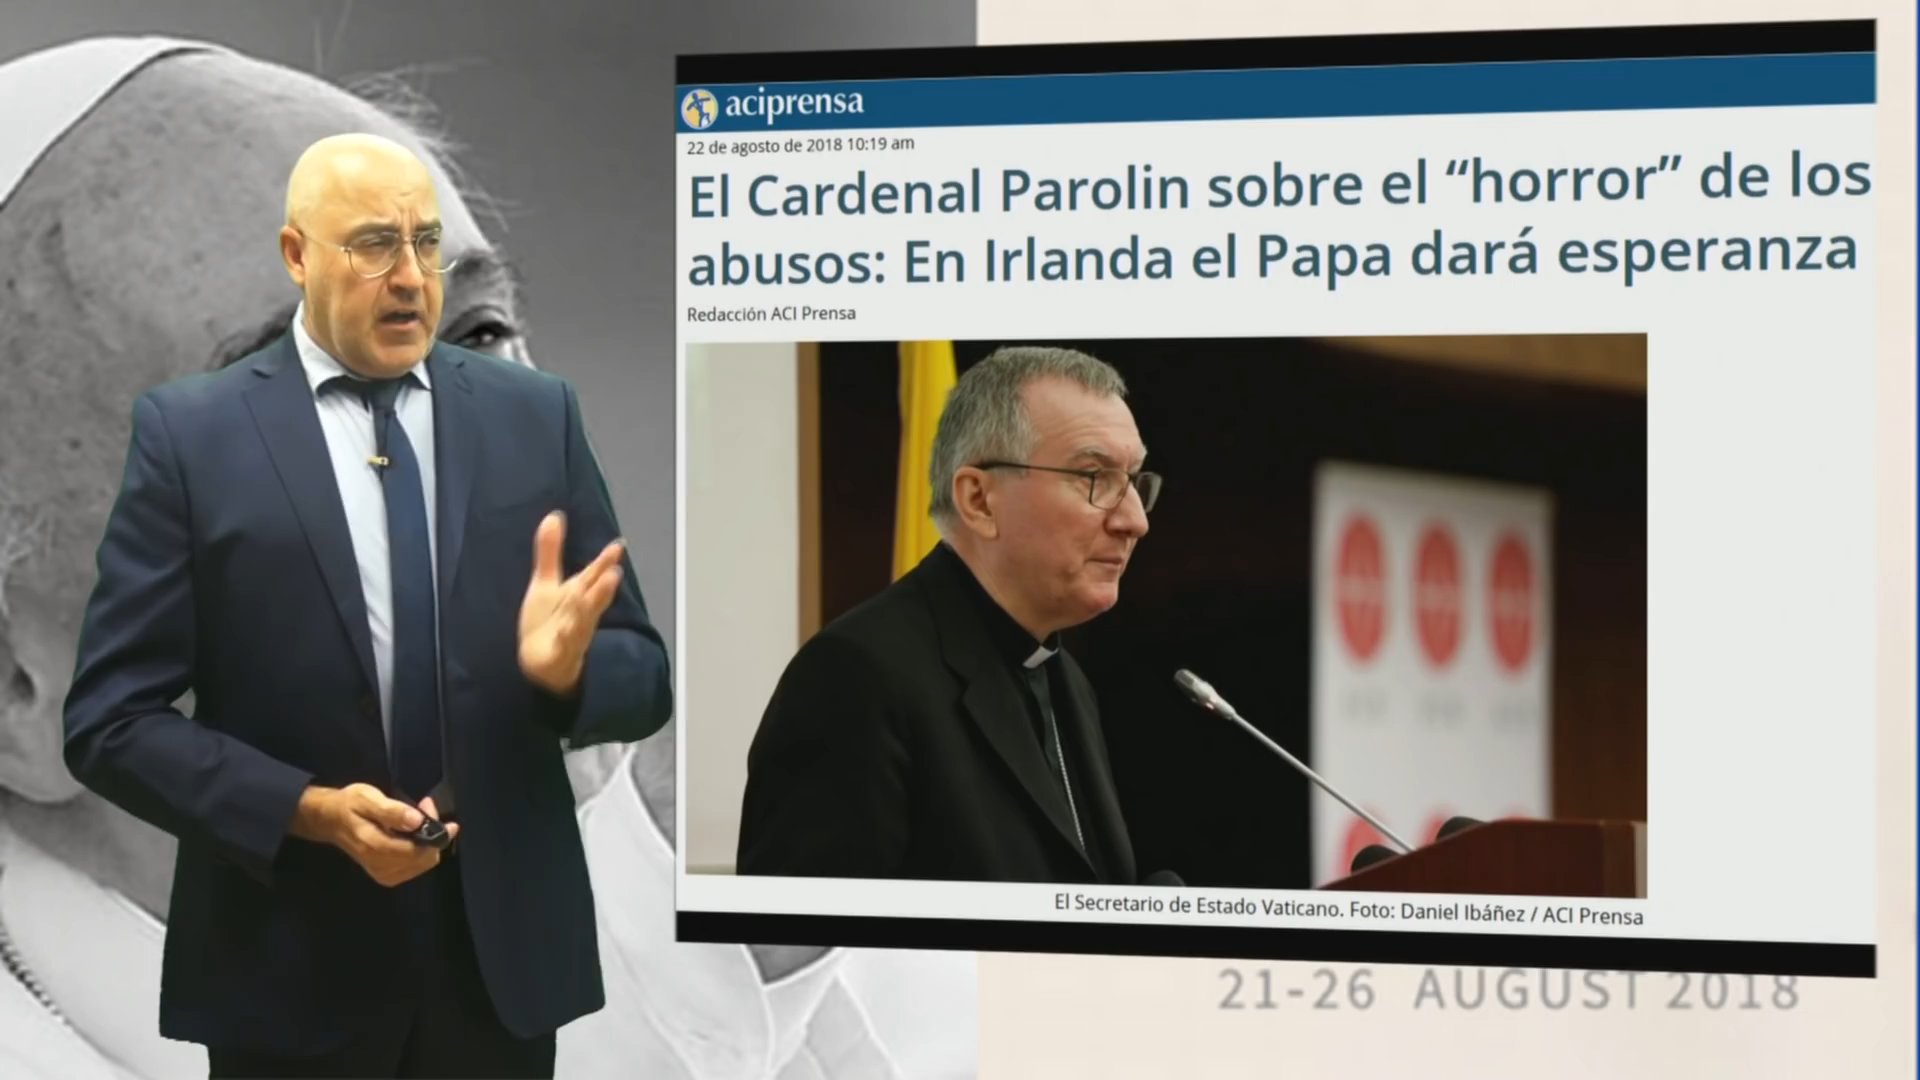 aciprensa
22 de agosto de 2018 10:19 am
El Cardenal Parolin sobre el “horror” de los
abusos: En Irlanda el Papa dará esperanza
Redacción ACI Prensa
El Secretario de Estado Vaticano. Foto: Daniel Ibáñez / ACI Prensa
21-26 AUGUST 2018